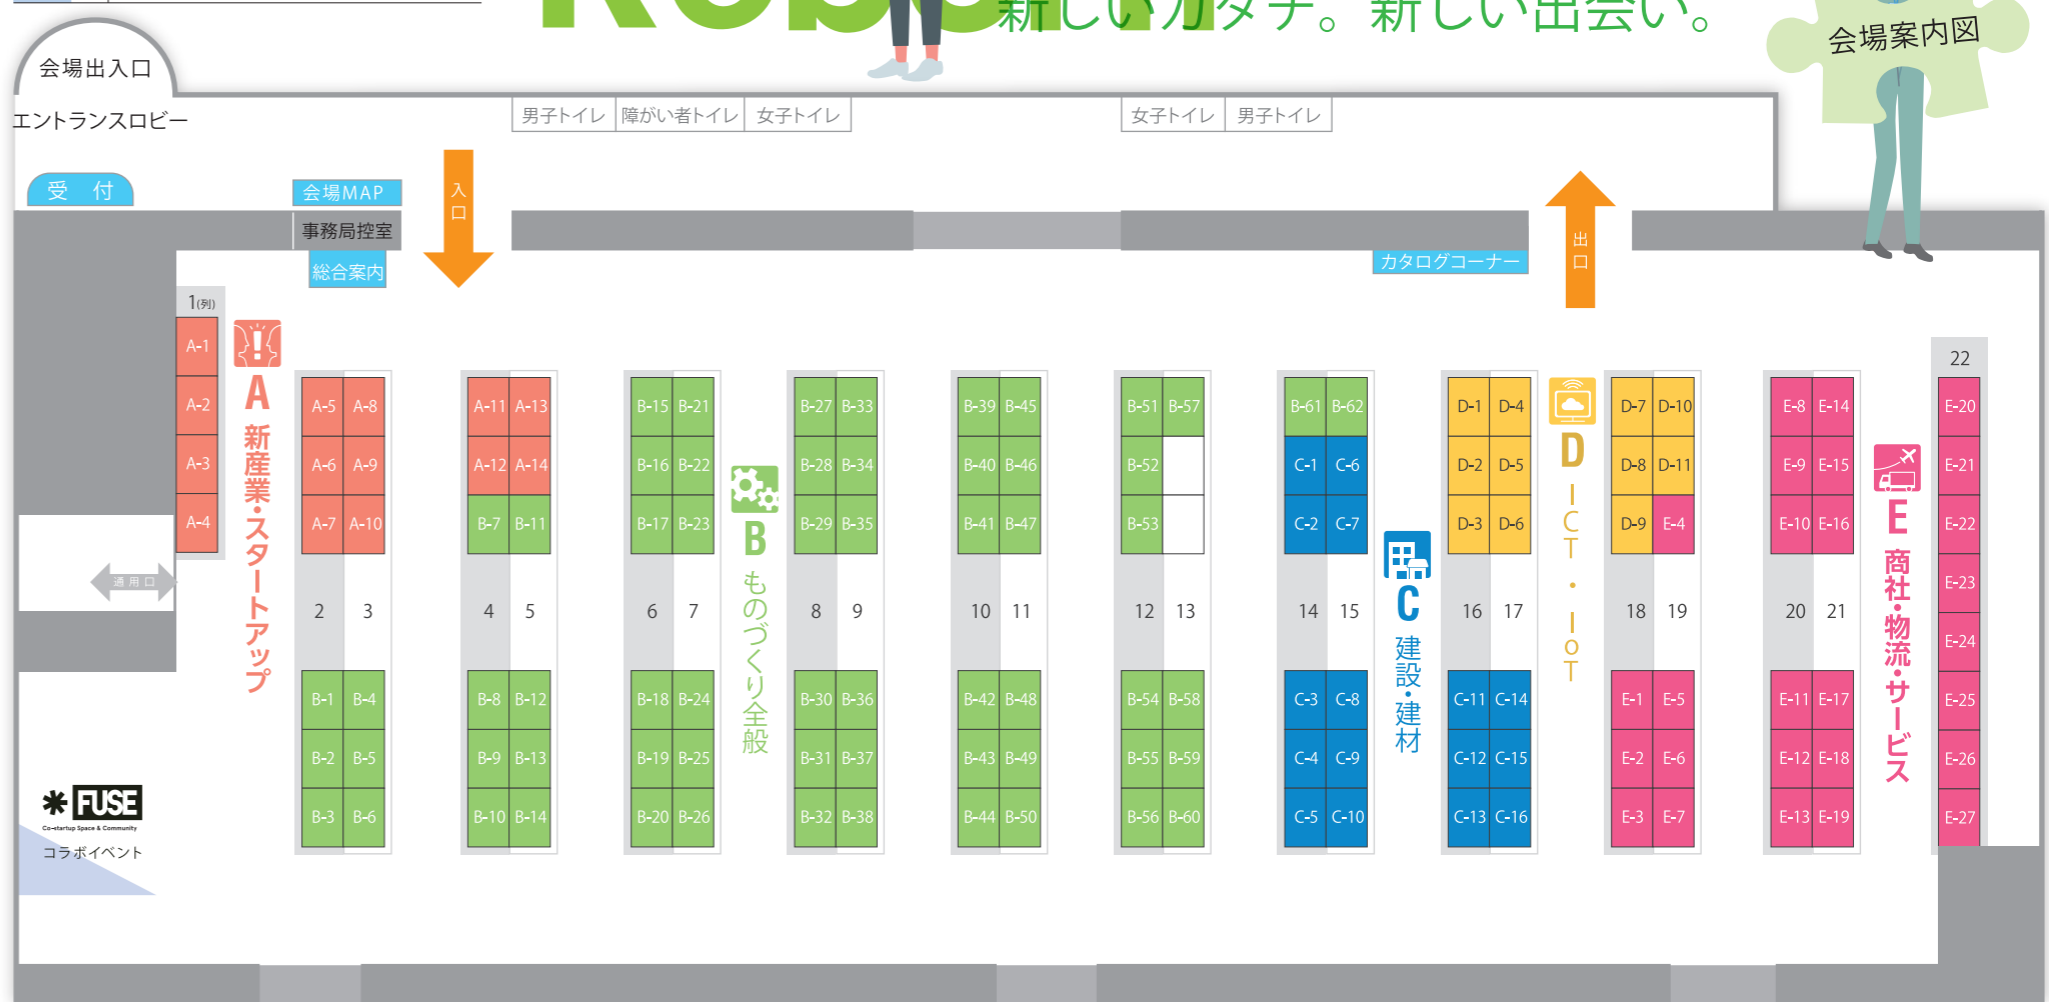 新しいカタチ。新しい出会い。
会場案内図
会場出入口
エントランスロビー
男子トイレ 障がい者トイレ 女子トイレ
女子トイレ 男子トイレ
受 付
会場MAP
事務局控室
総合案内
入口
出口
カタログコーナー
通用口
1(列)
A-1
A-2
A-3
A-4
A 新産業・スタートアップ
A-5 A-8
A-6 A-9
A-7 A-10
2 3
B-1 B-4
B-2 B-5
B-3 B-6
A-11 A-13
A-12 A-14
B-7 B-11
4 5
B-8 B-12
B-9 B-13
B-10 B-14
B-15 B-21
B-16 B-22
B-17 B-23
6 7
B-18 B-24
B-19 B-25
B-20 B-26
B ものづくり全般
B-27 B-33
B-28 B-34
B-29 B-35
8 9
B-30 B-36
B-31 B-37
B-32 B-38
B-39 B-45
B-40 B-46
B-41 B-47
10 11
B-42 B-48
B-43 B-49
B-44 B-50
B-51 B-57
B-52
B-53
12 13
B-54 B-58
B-55 B-59
B-56 B-60
B-61 B-62
C-1 C-6
C-2 C-7
14 15
C-3 C-8
C-4 C-9
C-5 C-10
C 建設・建材
D-1 D-4
D-2 D-5
D-3 D-6
16 17
C-11 C-14
C-12 C-15
C-13 C-16
D ICT・IoT
D-7 D-10
D-8 D-11
D-9 E-4
18 19
E-1 E-5
E-2 E-6
E-3 E-7
E-8 E-14
E-9 E-15
E-10 E-16
20 21
E-11 E-17
E-12 E-18
E-13 E-19
E 商社・物流・サービス
22
E-20
E-21
E-22
E-23
E-24
E-25
E-26
E-27
FUSE
Co-startup Space & Community
コラボイベント